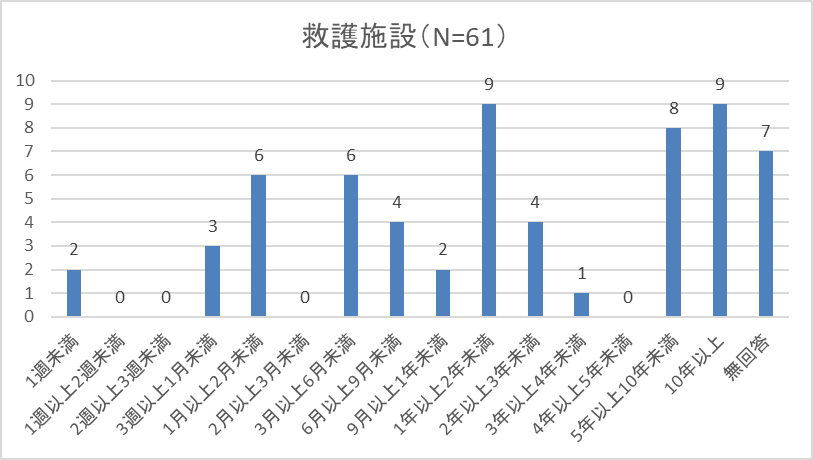 救護施設(N=61)
10
9
8
7
6
5
4
3
2
1
0
2
0
0
3
6
0
6
4
2
9
4
1
0
8
9
7
1週未満
1週以上2週未満
2週以上3週未満
3週以上1月未満
1月以上2月未満
2月以上3月未満
3月以上6月未満
6月以上9月未満
9月以上1年未満
1年以上2年未満
2年以上3年未満
3年以上4年未満
4年以上5年未満
5年以上10年未満
10年以上
無回答